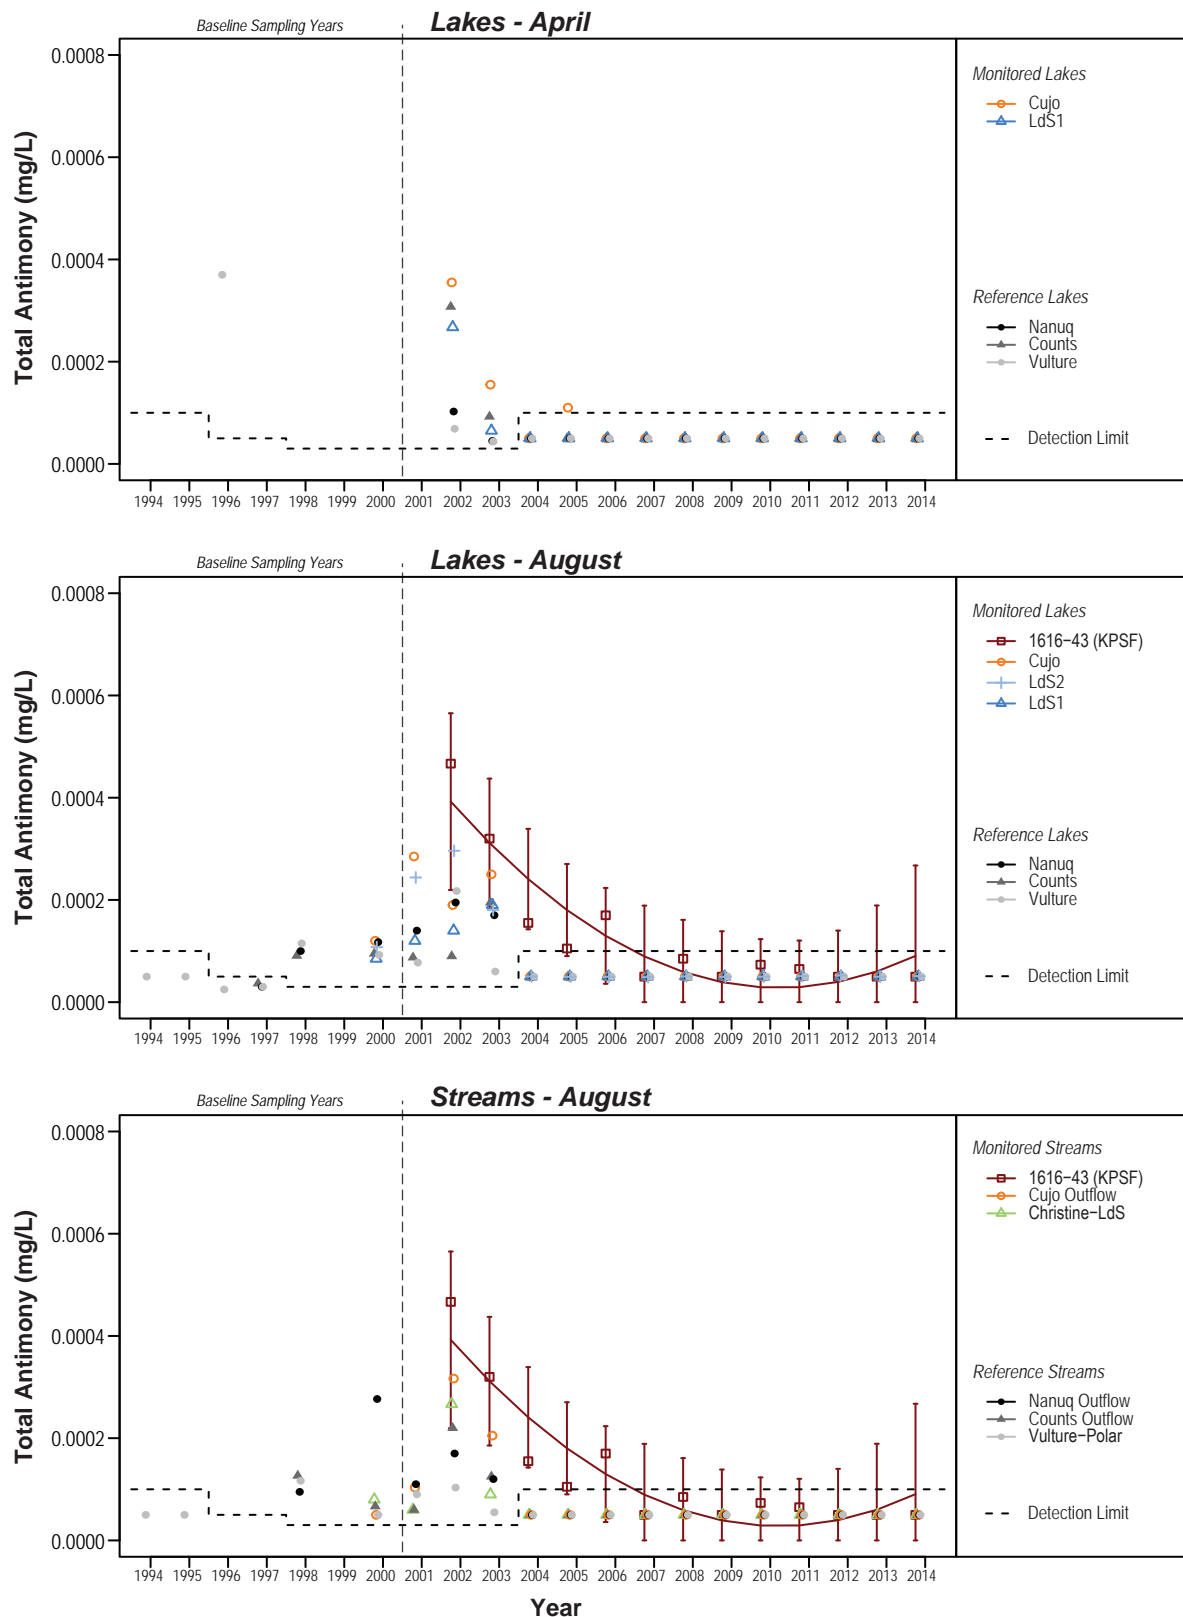 Baseline Sampling Years
Lakes - April
Total Antimony (mg/L)
0.0008
0.0006
0.0004
0.0002
0.0000
1994 1995 1996 1997 1998 1999 2000 2001 2002 2003 2004 2005 2006 2007 2008 2009 2010 2011 2012 2013 2014
Monitored Lakes
Cujo
LdS1
Reference Lakes
Nanuq
Counts
Vulture
Detection Limit
Baseline Sampling Years
Lakes - August
Total Antimony (mg/L)
0.0008
0.0006
0.0004
0.0002
0.0000
1994 1995 1996 1997 1998 1999 2000 2001 2002 2003 2004 2005 2006 2007 2008 2009 2010 2011 2012 2013 2014
Monitored Lakes
1616−43 (KPSF)
Cujo
LdS2
LdS1
Reference Lakes
Nanuq
Counts
Vulture
Detection Limit
Baseline Sampling Years
Streams - August
Total Antimony (mg/L)
0.0008
0.0006
0.0004
0.0002
0.0000
1994 1995 1996 1997 1998 1999 2000 2001 2002 2003 2004 2005 2006 2007 2008 2009 2010 2011 2012 2013 2014
Year
Monitored Streams
1616−43 (KPSF)
Cujo Outflow
Christine−LdS
Reference Streams
Nanuq Outflow
Counts Outflow
Vulture−Polar
Detection Limit